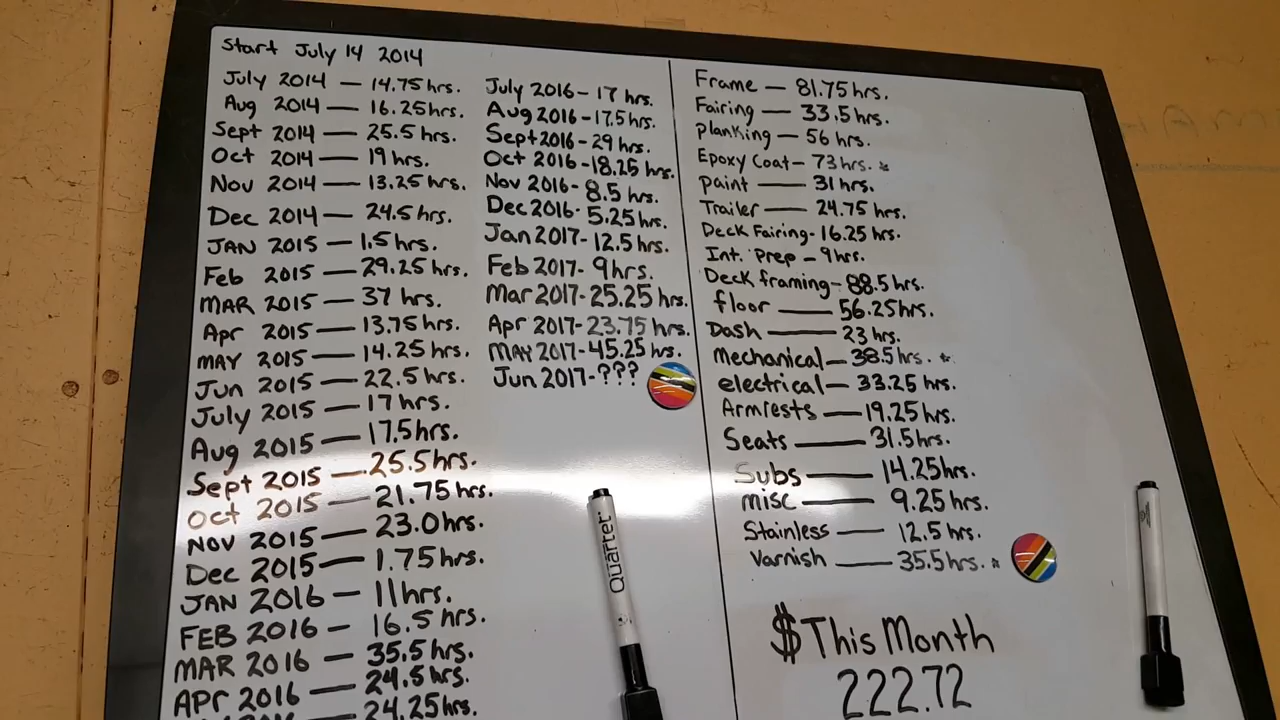 Start July 14 2014
July 2014 — 14.75 hrs.
Aug 2014 — 16.25 hrs.
Sept 2014 — 25.5 hrs.
Oct 2014 — 19 hrs.
Nov 2014 — 13.25 hrs.
Dec 2014 — 24.5 hrs.
JAN 2015 — 1.5 hrs.
Feb 2015 — 29.25 hrs.
MAR 2015 — 37 hrs.
Apr 2015 — 13.75 hrs.
MAY 2015 — 14.25 hrs.
Jun 2015 — 22.5 hrs.
July 2015 — 17 hrs.
Aug 2015 — 17.5 hrs.
Sept 2015 — 25.5 hrs.
Oct 2015 — 21.75 hrs.
Nov 2015 — 23.0 hrs.
Dec 2015 — 1.75 hrs.
JAN 2016 — 11 hrs.
FEB 2016 — 16.5 hrs.
MAR 2016 — 35.5 hrs.
APR 2016 — 24.5 hrs.
24.25 hrs.
July 2016 - 17 hrs.
Aug 2016 - 17.5 hrs.
Sept 2016 - 29 hrs.
Oct 2016 - 18.25 hrs.
Nov 2016 - 8.5 hrs.
Dec 2016 - 5.25 hrs.
Jan 2017 - 12.5 hrs.
Feb 2017 - 9 hrs.
Mar 2017 - 25.25 hrs.
Apr 2017 - 23.75 hrs.
MAY 2017 - 45.25 hrs.
Jun 2017 - ???
Frame — 81.75 hrs.
Fairing — 33.5 hrs.
planking — 56 hrs.
Epoxy Coat — 73 hrs. *
paint — 31 hrs.
Trailer — 24.75 hrs.
Deck Fairing - 16.25 hrs.
Int. Prep — 9 hrs.
Deck framing - 88.5 hrs.
floor — 56.25 hrs.
Dash — 23 hrs.
mechanical — 38.5 hrs. *
electrical — 33.25 hrs.
Armrests — 19.25 hrs.
Seats — 31.5 hrs.
Subs — 14.25 hrs.
misc — 9.25 hrs.
Stainless — 12.5 hrs.
Varnish — 35.5 hrs. *
$ This Month
222.72
Quartet